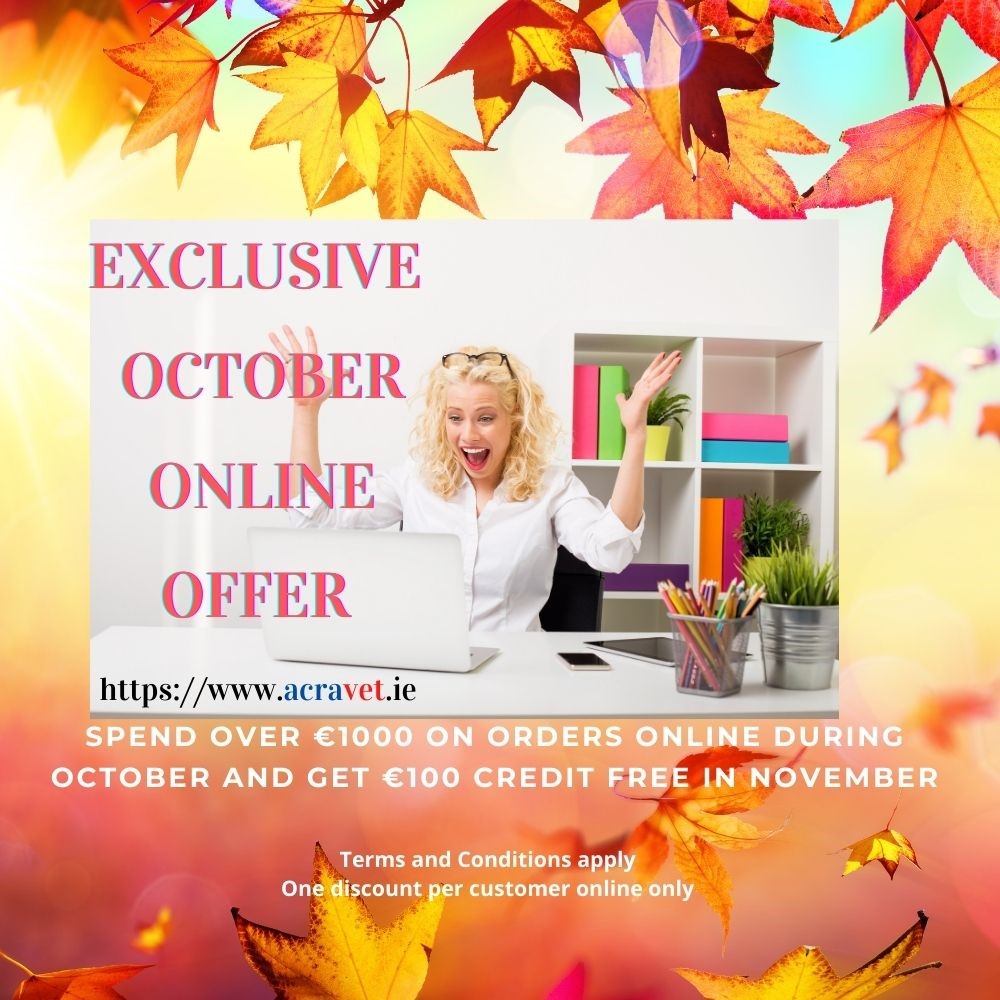 EXCLUSIVE
OCTOBER
ONLINE
OFFER
https://www.acravet.ie
SPEND OVER €1000 ON ORDERS ONLINE DURING
OCTOBER AND GET €100 CREDIT FREE IN NOVEMBER
Terms and Conditions apply
One discount per customer online only